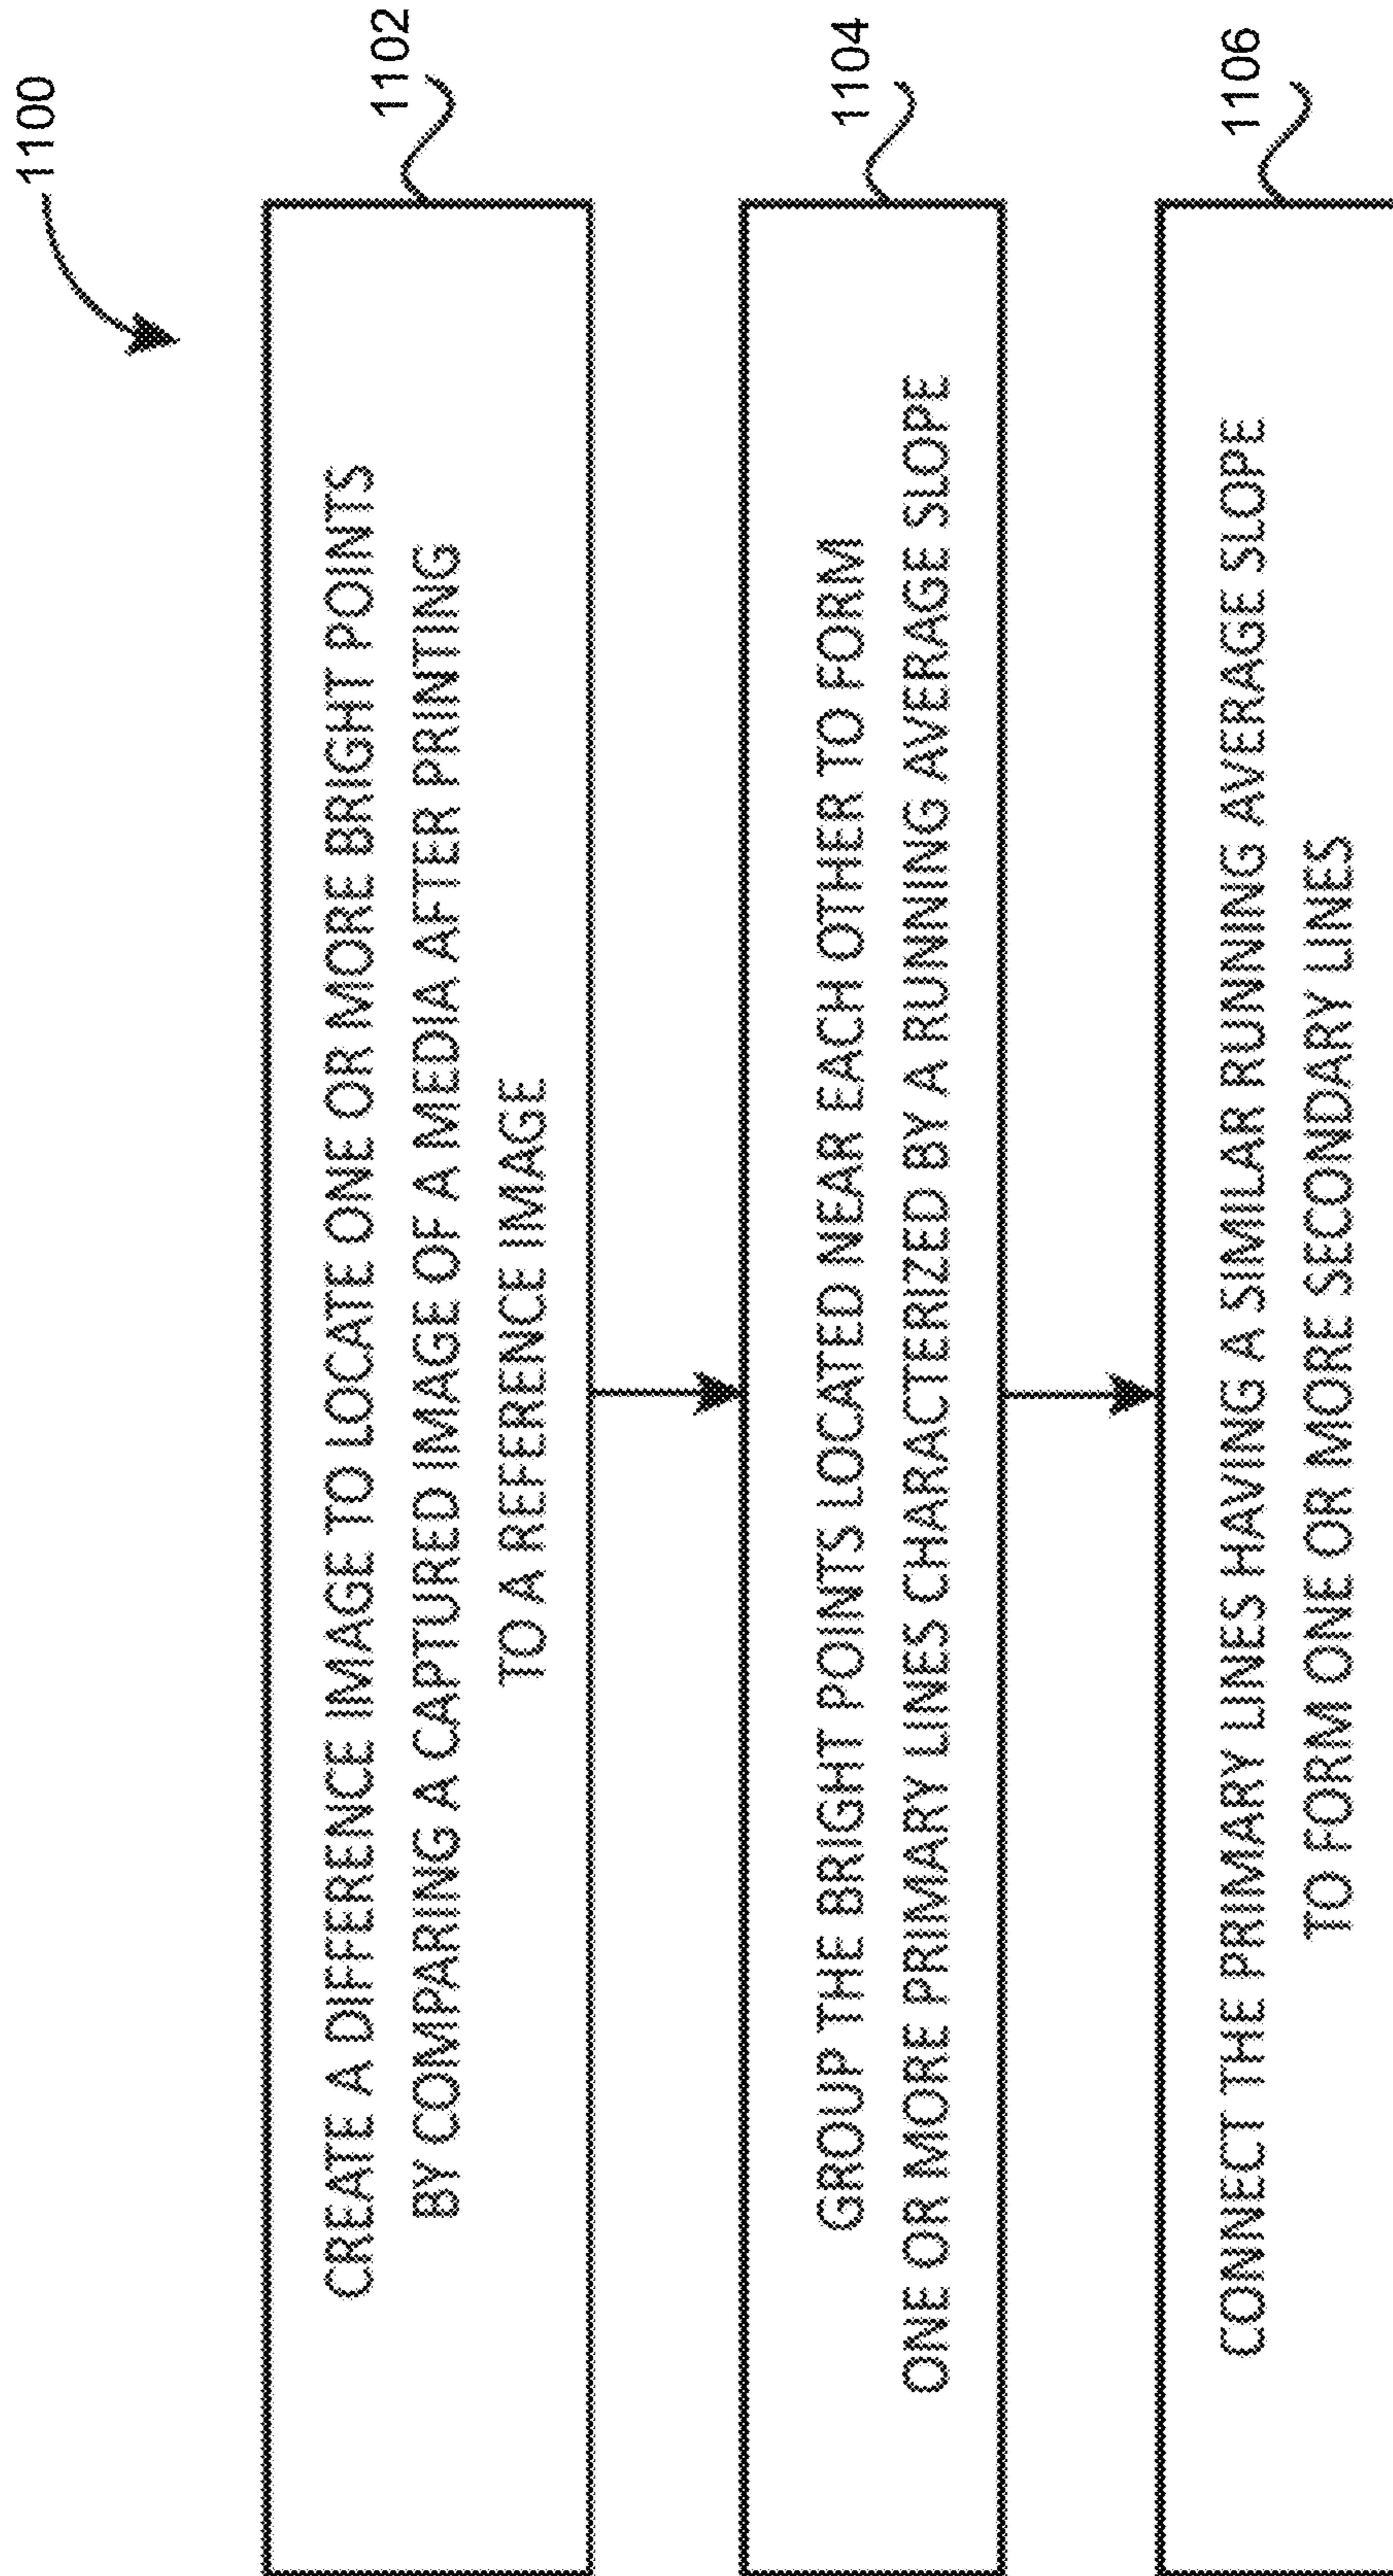 1100
1102
CREATE A DIFFERENCE IMAGE TO LOCATE ONE OR MORE BRIGHT POINTS
BY COMPARING A CAPTURED IMAGE OF A MEDIA AFTER PRINTING
TO A REFERENCE IMAGE
1104
GROUP THE BRIGHT POINTS LOCATED NEAR EACH OTHER TO FORM
ONE OR MORE PRIMARY LINES CHARACTERIZED BY A RUNNING AVERAGE SLOPE
1106
CONNECT THE PRIMARY LINES HAVING A SIMILAR RUNNING AVERAGE SLOPE
TO FORM ONE OR MORE SECONDARY LINES